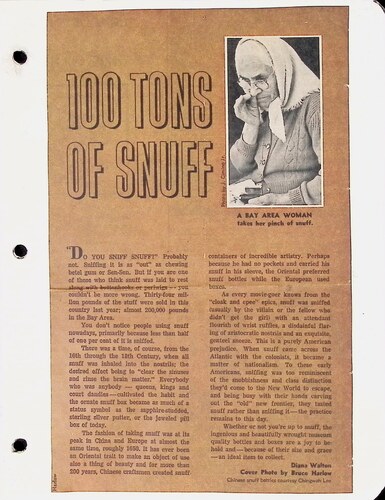 100 TONS
OF SNUFF
A BAY AREA WOMAN
takes her pinch of snuff.
"DO YOU SNIFF SNUFF?" Probably
not. Sniffing it is as "out" as chewing
betel gum or Sen-Sen. But if you are one
of those who think snuff was laid to rest
along with
couldn't be more wrong. Thirty-four mil-
lion pounds of the stuff were sold in this
country last year; almost 200,000 pounds
in the Bay Area.
You don't notice people using snuff
nowadays, primarily because less than half
of one per cent of it is sniffed.
There was a time, of course, from the
16th through the 18th Century, when all
snuff was inhaled into the nostrils; the
desired effect being to "clear the sinuses
and rinse the brain matter." Everybody
who was anybody — queens, kings and
court dandies — cultivated the habit and
the ornate snuff box became as much of a
status symbol as the sapphire-studded,
sterling silver putter, or the jeweled pill
box of today.
The fashion of taking snuff was at its
peak in China and Europe at almost the
same time, roughly 1650. It has ever been
an Oriental trait to make an object of use
also a thing of beauty and for more than
200 years, Chinese craftsmen created snuff
containers of incredible artistry. Perhaps
because he had no pockets and carried his
snuff in his sleeve, the Oriental preferred
snuff bottles while the European used
boxes.
As every movie-goer knows from the
"cloak and epee" epics, snuff was sniffed
(usually by the villain or the fellow who
didn't get the girl) with an attendant
flourish of wrist ruffles, a disdainful flar-
ing of aristocratic nostrils and an exquisite,
genteel sneeze. This is purely American
prejudice. When snuff came across the
Atlantic with the colonists, it became a
matter of nationality. To these early
Americans, sniffing was too reminiscent
of the snobbishness and class distinction
they'd come to the New World to escape,
and being busy with their hands carving
out the "old" new frontier, they tasted
snuff rather than sniffing it — the practice
remains to this day.
Whether or not you're up to snuff, the
ingenious and beautifully wrought museum
quality bottles and boxes are a joy to be-
hold and — because of their size and grace
— an ideal item to collect.
Diana Walton
Cover Photo by Bruce Harlow
Chinese snuff bottles courtesy Chingwah Lee